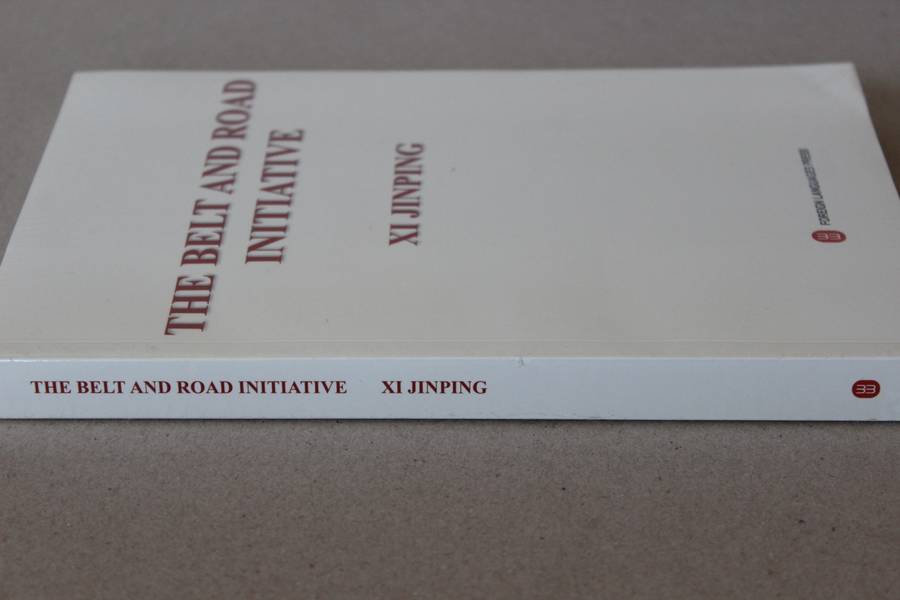 THE BELT AND ROAD
INITIATIVE
XI JINPING
FOREIGN LANGUAGES PRESS
THE BELT AND ROAD INITIATIVE XI JINPING